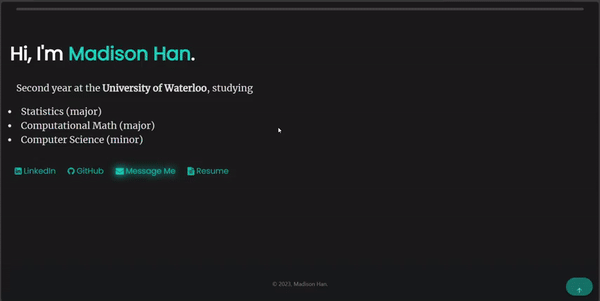 Hi, I'm Madison Han.
Second year at the University of Waterloo, studying
Statistics (major)
Computational Math (major)
Computer Science (minor)
LinkedIn GitHub Message Me Resume
© 2023, Madison Han.